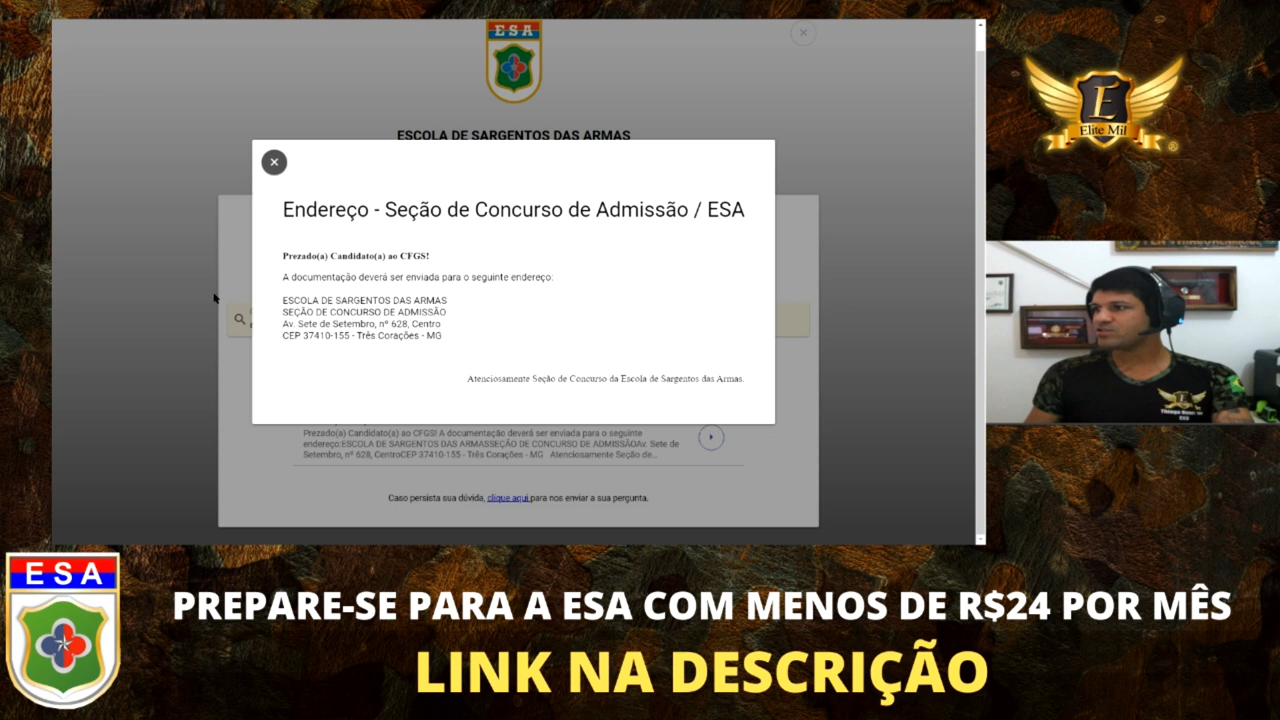 ESA
ESCOLA DE SARGENTOS DAS ARMAS
Endereço - Seção de Concurso de Admissão / ESA
Prezado(a) Candidato(a) ao CFGS!
A documentação deverá ser enviada para o seguinte endereço:
ESCOLA DE SARGENTOS DAS ARMAS
SEÇÃO DE CONCURSO DE ADMISSÃO
Av. Sete de Setembro, nº 628, Centro
CEP 37410-155 - Três Corações - MG
Atenciosamente Seção de Concurso da Escola de Sargentos das Armas.
Prezado(a) Candidato(a) ao CFGS! A documentação deverá ser enviada para o seguinte
endereço:ESCOLA DE SARGENTOS DAS ARMASSEÇÃO DE CONCURSO DE ADMISSÃOAv. Sete de
Setembro, nº 628, CentroCEP 37410-155 - Três Corações - MG Atenciosamente Seção de...
Caso persista sua dúvida, clique aqui para nos enviar a sua pergunta.
E
Elite Mil
®
ESA
PREPARE-SE PARA A ESA COM MENOS DE R$24 POR MÊS
LINK NA DESCRIÇÃO